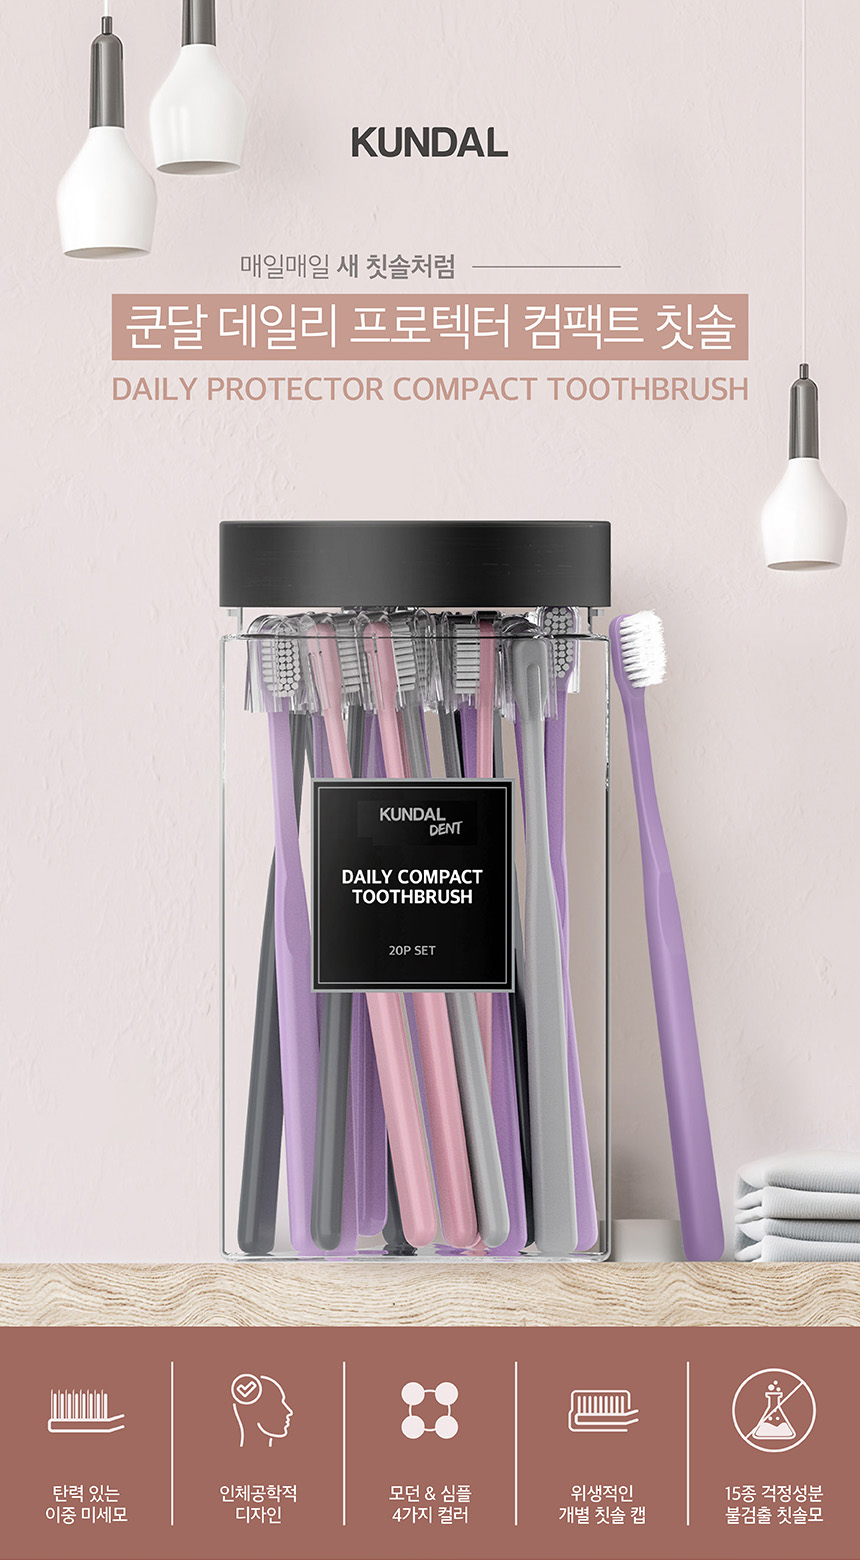 KUNDAL
매일매일 새 칫솔처럼
쿤달 데일리 프로텍터 컴팩트 칫솔
DAILY PROTECTOR COMPACT TOOTHBRUSH
KUNDAL
DENT
DAILY COMPACT
TOOTHBRUSH
20P SET
탄력 있는
이중 미세모
인체공학적
디자인
모던 & 심플
4가지 컬러
위생적인
개별 칫솔 캡
15종 걱정성분
불검출 칫솔모